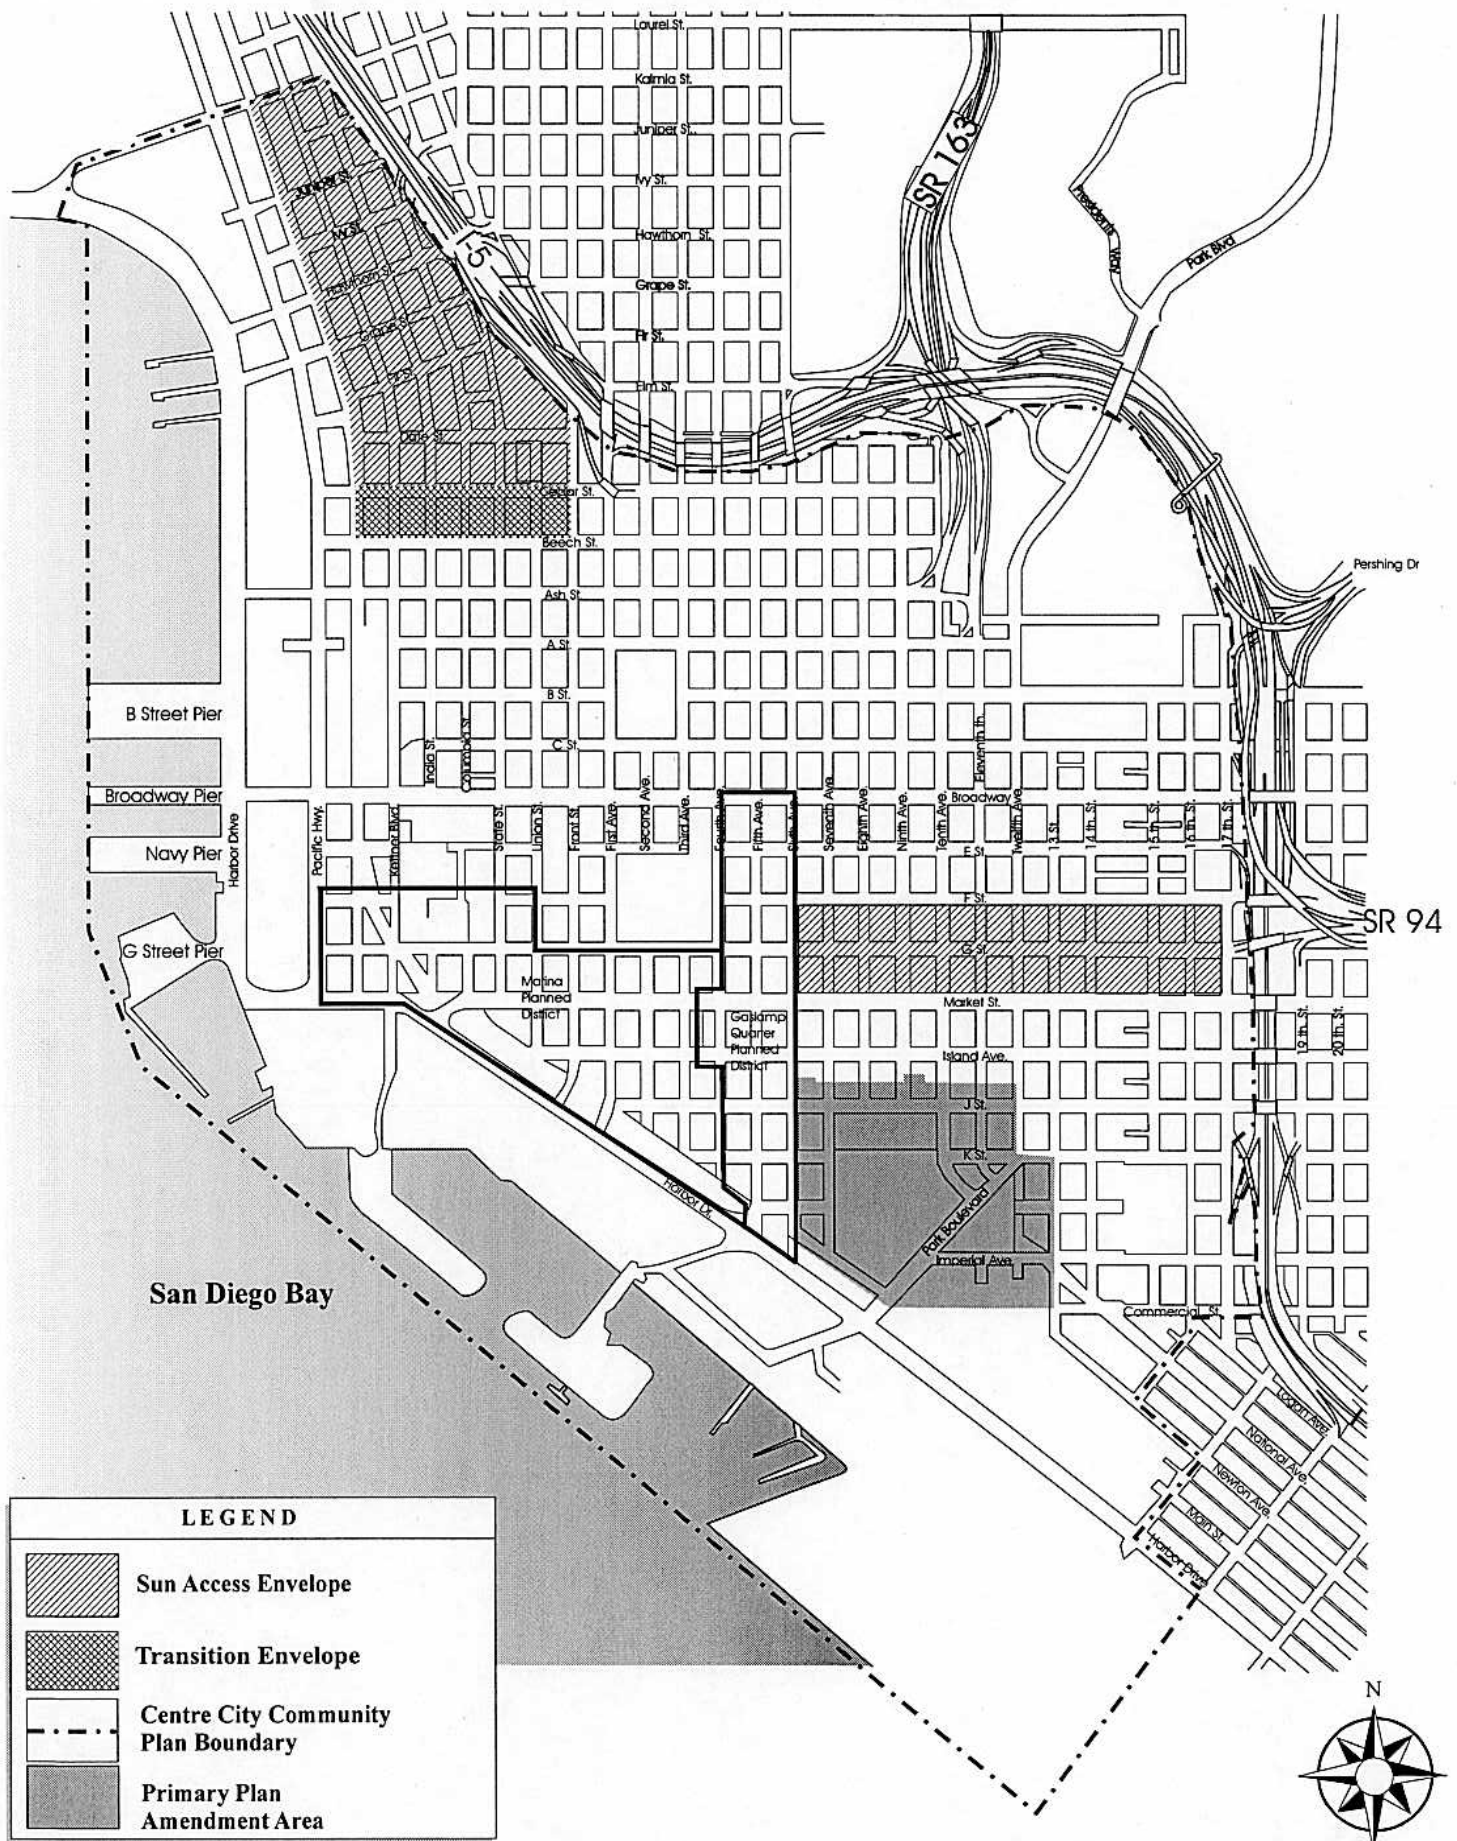 Laurel St.
Kalmia St.
Juniper St.
Ivy St.
Hawthorn St.
Grape St.
Fir St.
Elm St.
SR 163
Presidents Way
Park Blvd
I-5
Juniper St.
Ivy St.
Hawthorn St.
Grape St.
Date St.
Cedar St.
Beech St.
Ash St.
A St.
B St.
C St.
Pershing Dr
B Street Pier
Broadway Pier
Navy Pier
G Street Pier
Harbor Drive
Pacific Hwy.
Kettner Blvd.
India St.
Columbia St.
State St.
Union St.
Front St.
First Ave.
Second Ave.
Third Ave.
Fourth Ave.
Fifth Ave.
Sixth Ave.
Seventh Ave.
Eighth Ave.
Ninth Ave.
Tenth Ave.
Eleventh th.
Broadway
Twelfth Ave.
13 St.
14 th. St.
15 th. St.
16 th. St.
17 th. St.
E St.
F St.
G St.
SR 94
Market St.
Marina
Planned
District
Gaslamp
Quarter
Planned
District
Island Ave.
19 th. St.
20 th. St.
J St.
K St.
Park Boulevard
Imperial Ave.
Harbor Dr.
Commercial St.
San Diego Bay
Logan Ave.
National Ave.
Newton Ave.
Main St.
Harbor Drive
LEGEND
Sun Access Envelope
Transition Envelope
Centre City Community
Plan Boundary
Primary Plan
Amendment Area
N